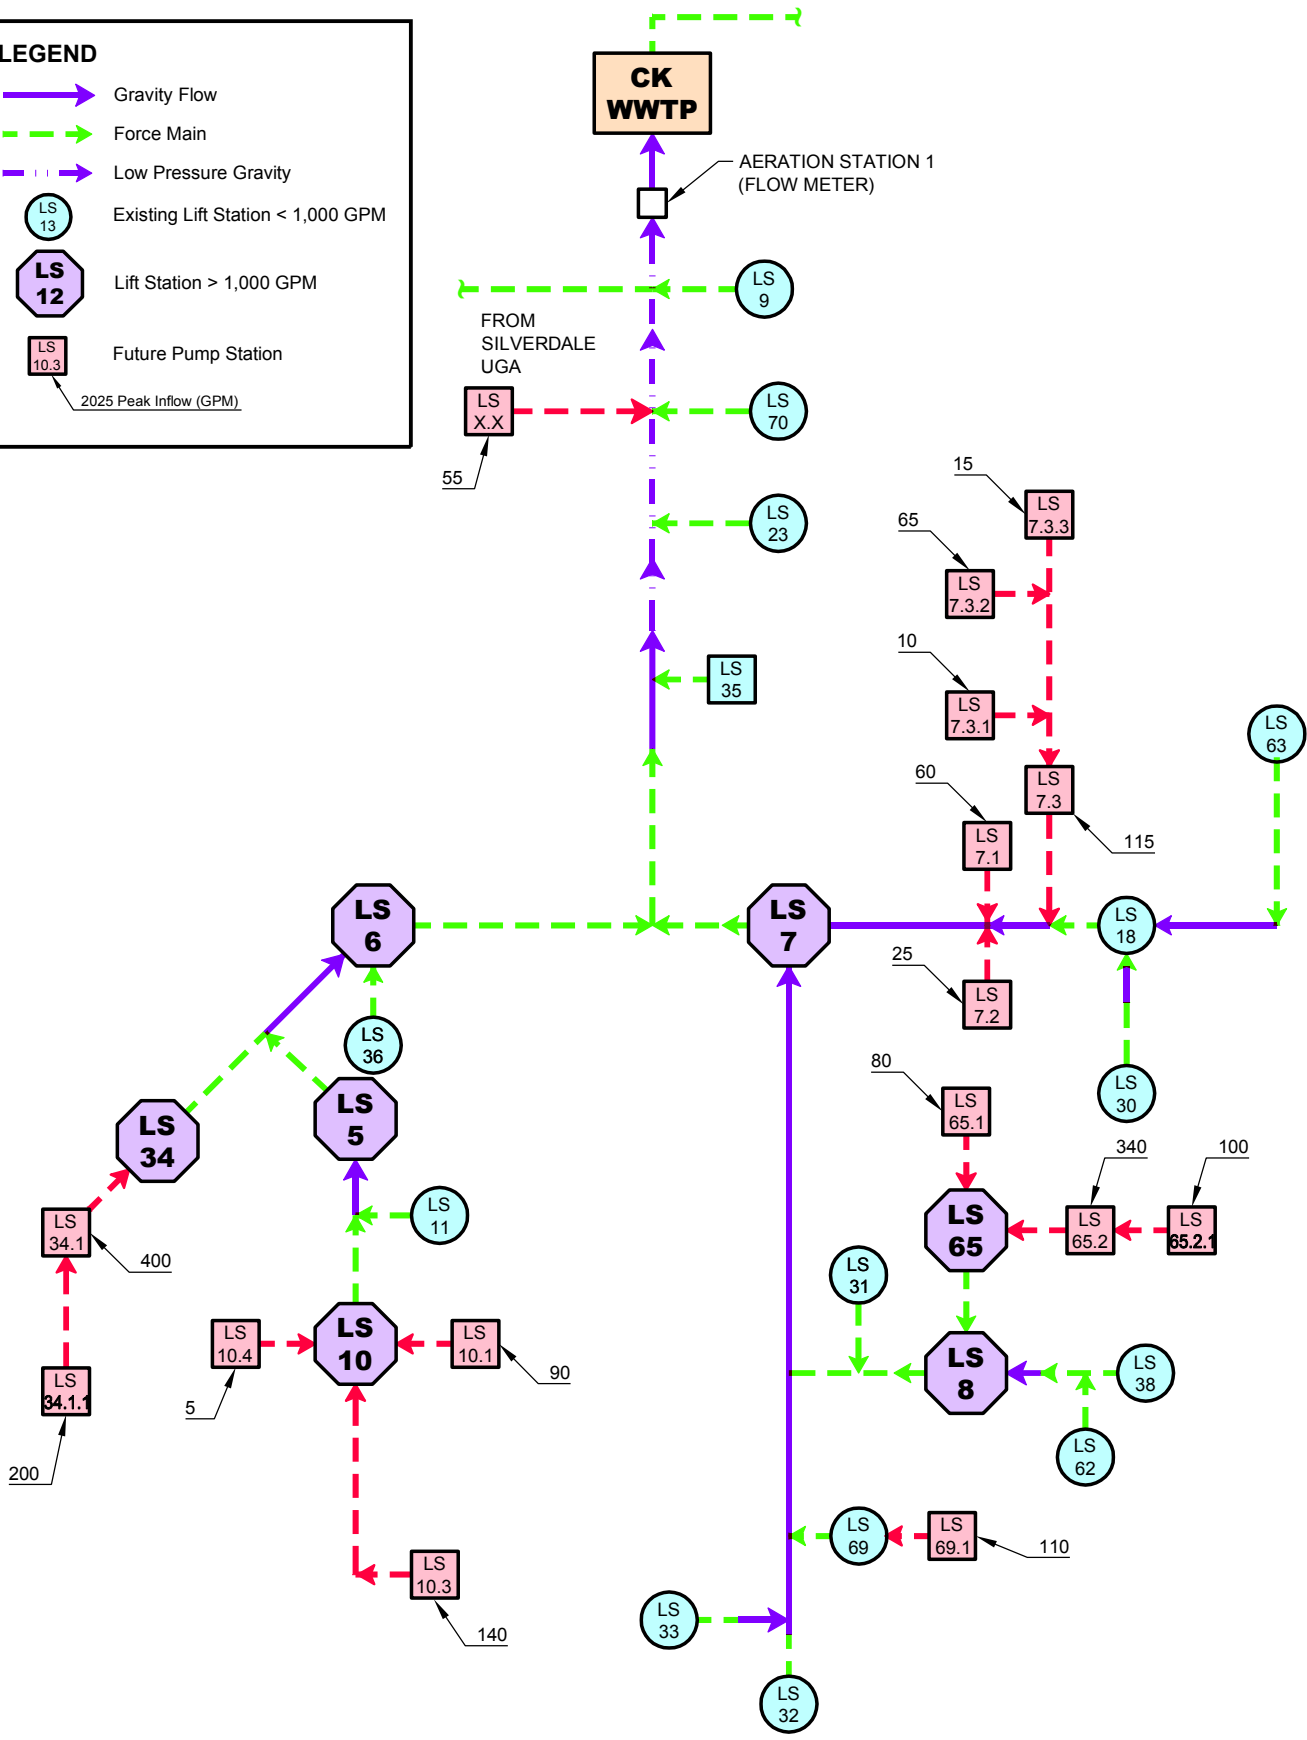 LEGEND
Gravity Flow
Force Main
Low Pressure Gravity
LS
13
Existing Lift Station < 1,000 GPM
LS
12
Lift Station > 1,000 GPM
LS
10.3
Future Pump Station
2025 Peak Inflow (GPM)
CK
WWTP
AERATION STATION 1
(FLOW METER)
LS
9
FROM
SILVERDALE
UGA
LS
X.X
55
LS
70
LS
23
LS
35
15
LS
7.3.3
65
LS
7.3.2
10
LS
7.3.1
LS
63
60
LS
7.1
LS
7.3
115
LS
6
LS
7
LS
18
25
LS
7.2
LS
36
LS
30
LS
5
LS
34
80
LS
65.1
340
100
LS
34.1
400
LS
11
LS
65
LS
65.2
LS
65.2.1
LS
31
LS
10.4
5
LS
10
LS
10.1
90
LS
34.1.1
200
LS
8
LS
38
LS
62
LS
69
LS
69.1
110
LS
10.3
140
LS
33
LS
32